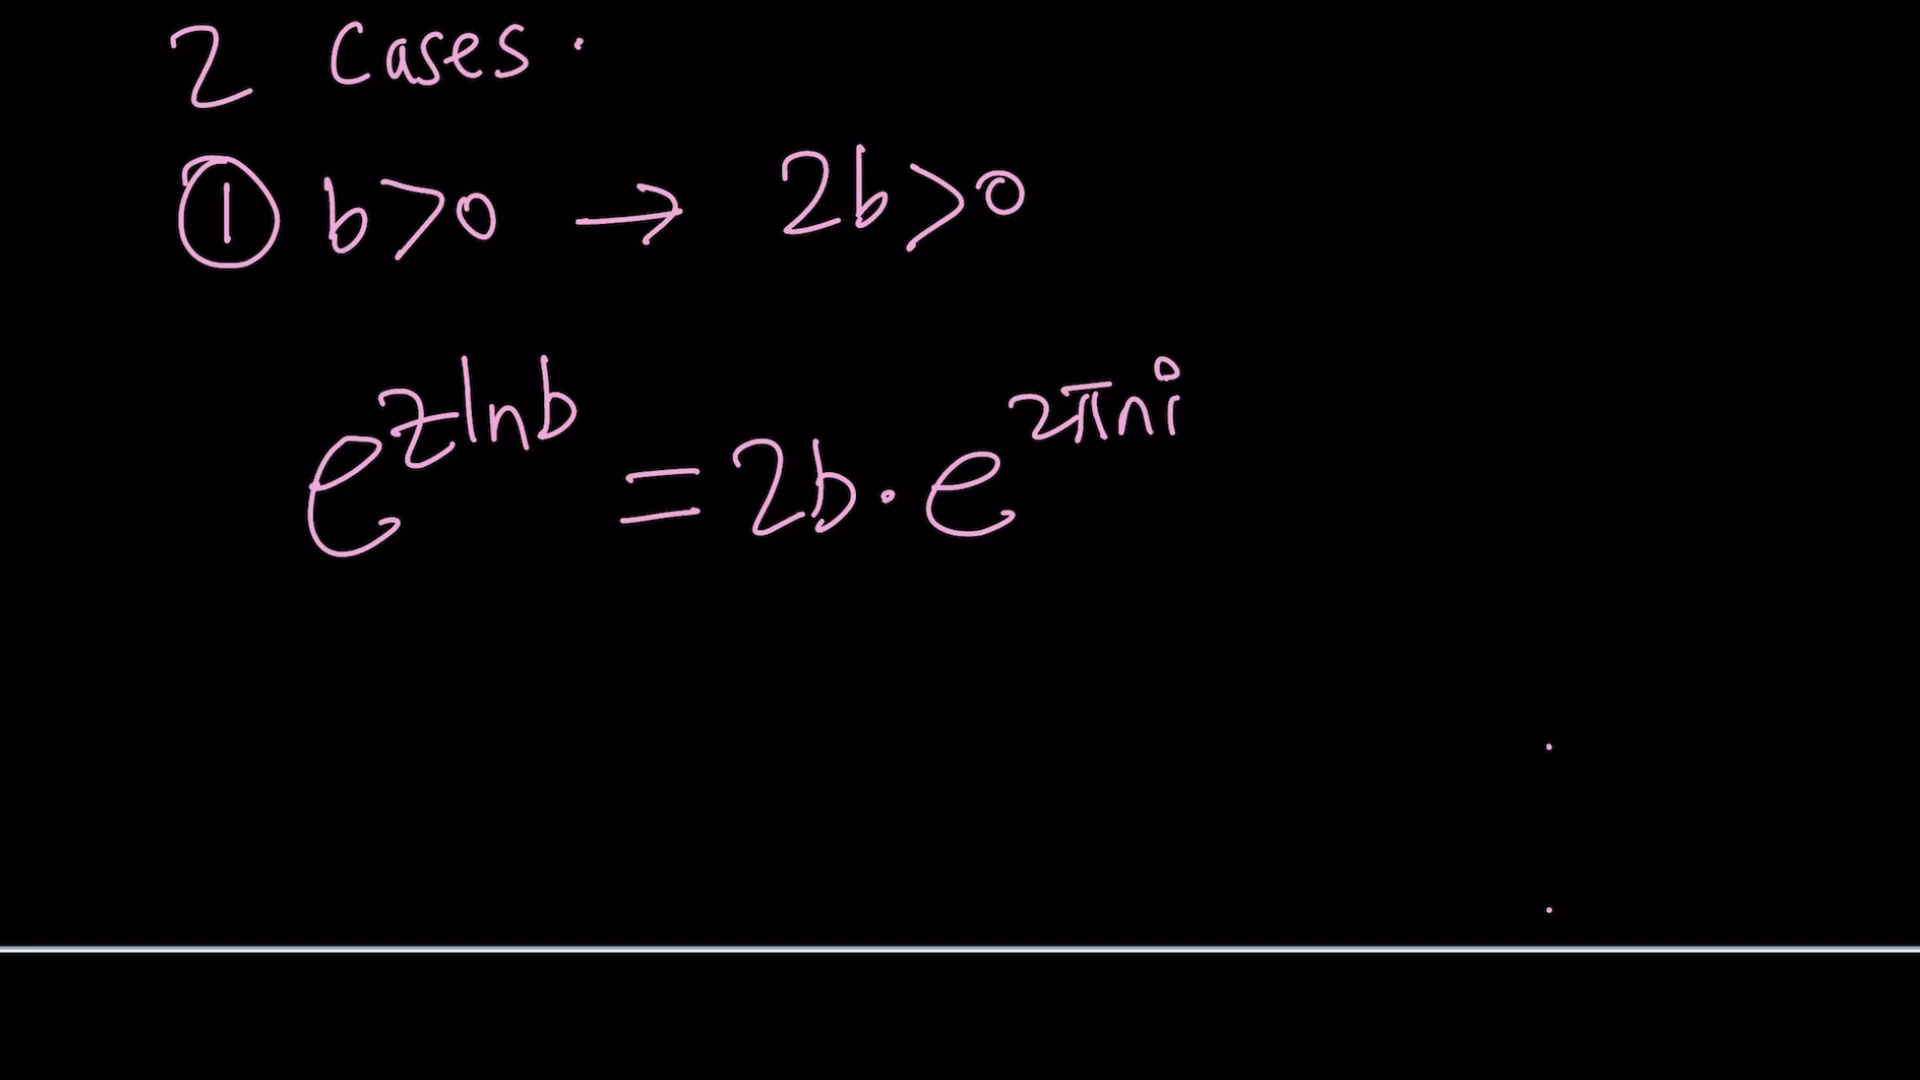 2 Cases.
① b>0 → 2b>0
e^{z ln b} = 2b · e^{2πni}